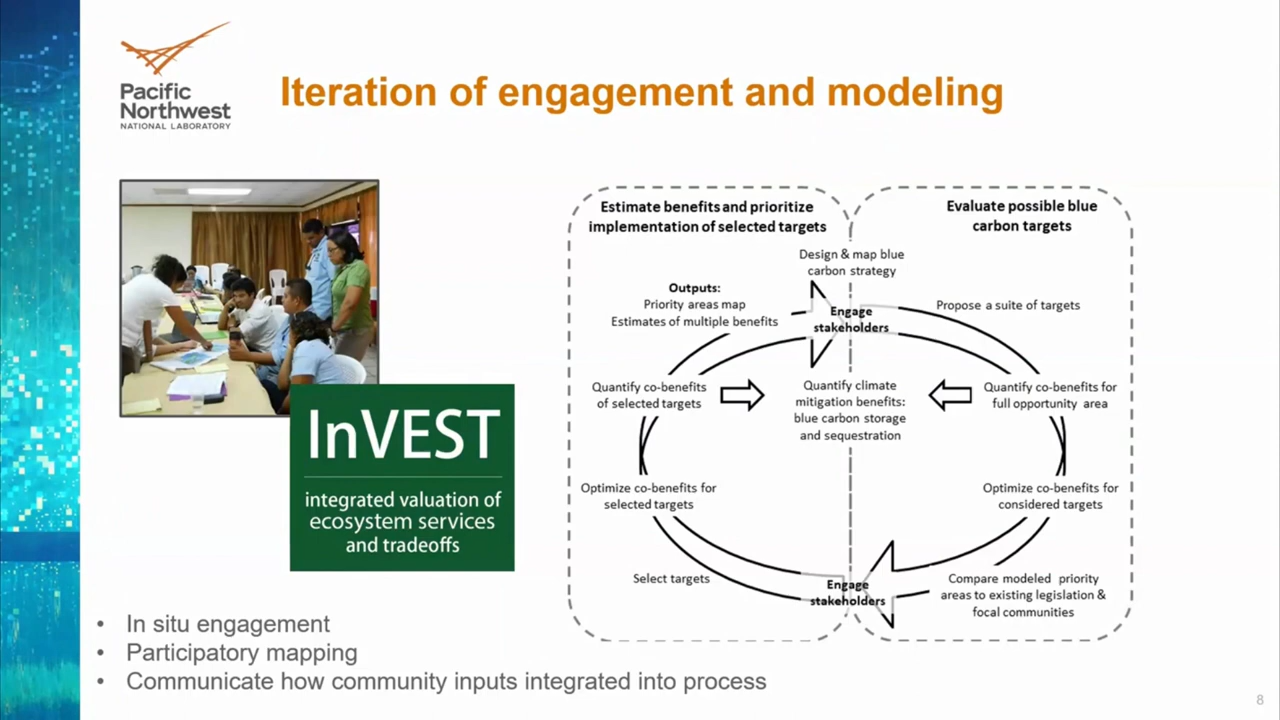 Pacific
Northwest
NATIONAL LABORATORY
Iteration of engagement and modeling
InVEST
integrated valuation of
ecosystem services
and tradeoffs
Estimate benefits and prioritize
implementation of selected targets
Evaluate possible blue
carbon targets
Design & map blue
carbon strategy
Outputs:
Priority areas map
Estimates of multiple benefits
Engage
stakeholders
Propose a suite of targets
Quantify co-benefits
of selected targets
Quantify climate
mitigation benefits:
blue carbon storage
and sequestration
Quantify co-benefits for
full opportunity area
Optimize co-benefits for
selected targets
Optimize co-benefits for
considered targets
Select targets
Engage
stakeholders
Compare modeled priority
areas to existing legislation &
focal communities
• In situ engagement
• Participatory mapping
• Communicate how community inputs integrated into process
8